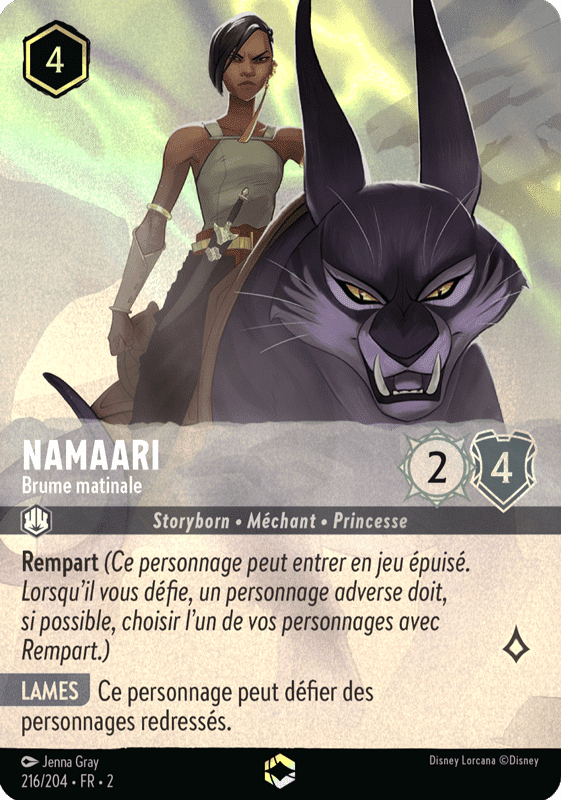 4
NAMAARI
Brume matinale
2
4
Storyborn • Méchant • Princesse
Rempart (Ce personnage peut entrer en jeu épuisé.
Lorsqu'il vous défie, un personnage adverse doit,
si possible, choisir l'un de vos personnages avec
Rempart.)
LAMES Ce personnage peut défier des
personnages redressés.
Jenna Gray
Disney Lorcana ©Disney
216/204 • FR • 2